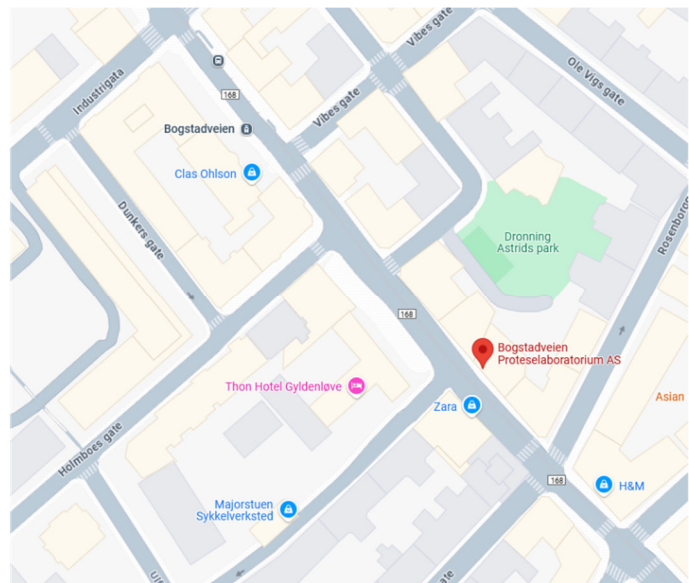 Industrigata
168
Vibes gate
Vibes gate
Ole Vigs gate
Bogstadveien
Clas Ohlson
Dunkers gate
Dronning
Astrids park
Rosenborg
168
Bogstadveien
Proteselaboratorium AS
Thon Hotel Gyldenløve
Zara
Asian
Holmboes gate
168
H&M
Majorstuen
Sykkelverksted